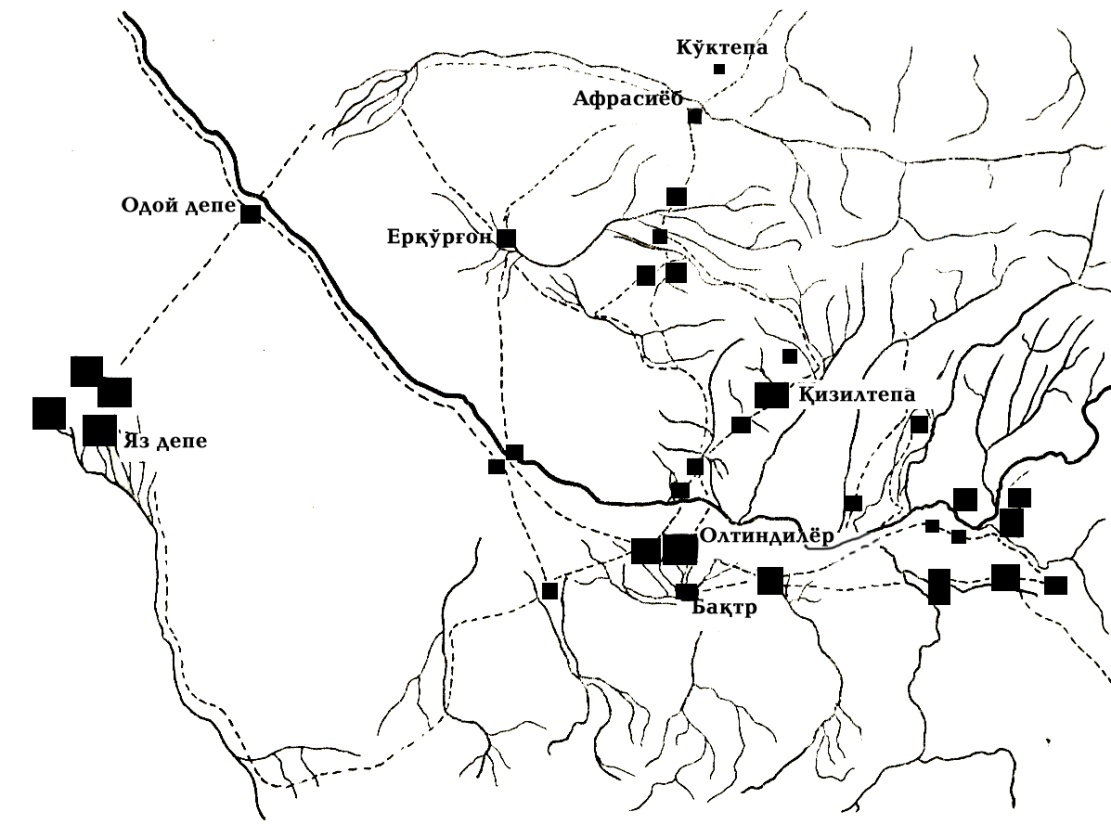 Кўктепа
Афрасиёб
Одой депе
Ерқўрғон
Қизилтепа
Яз депе
Олтиндилёр
Бақтр